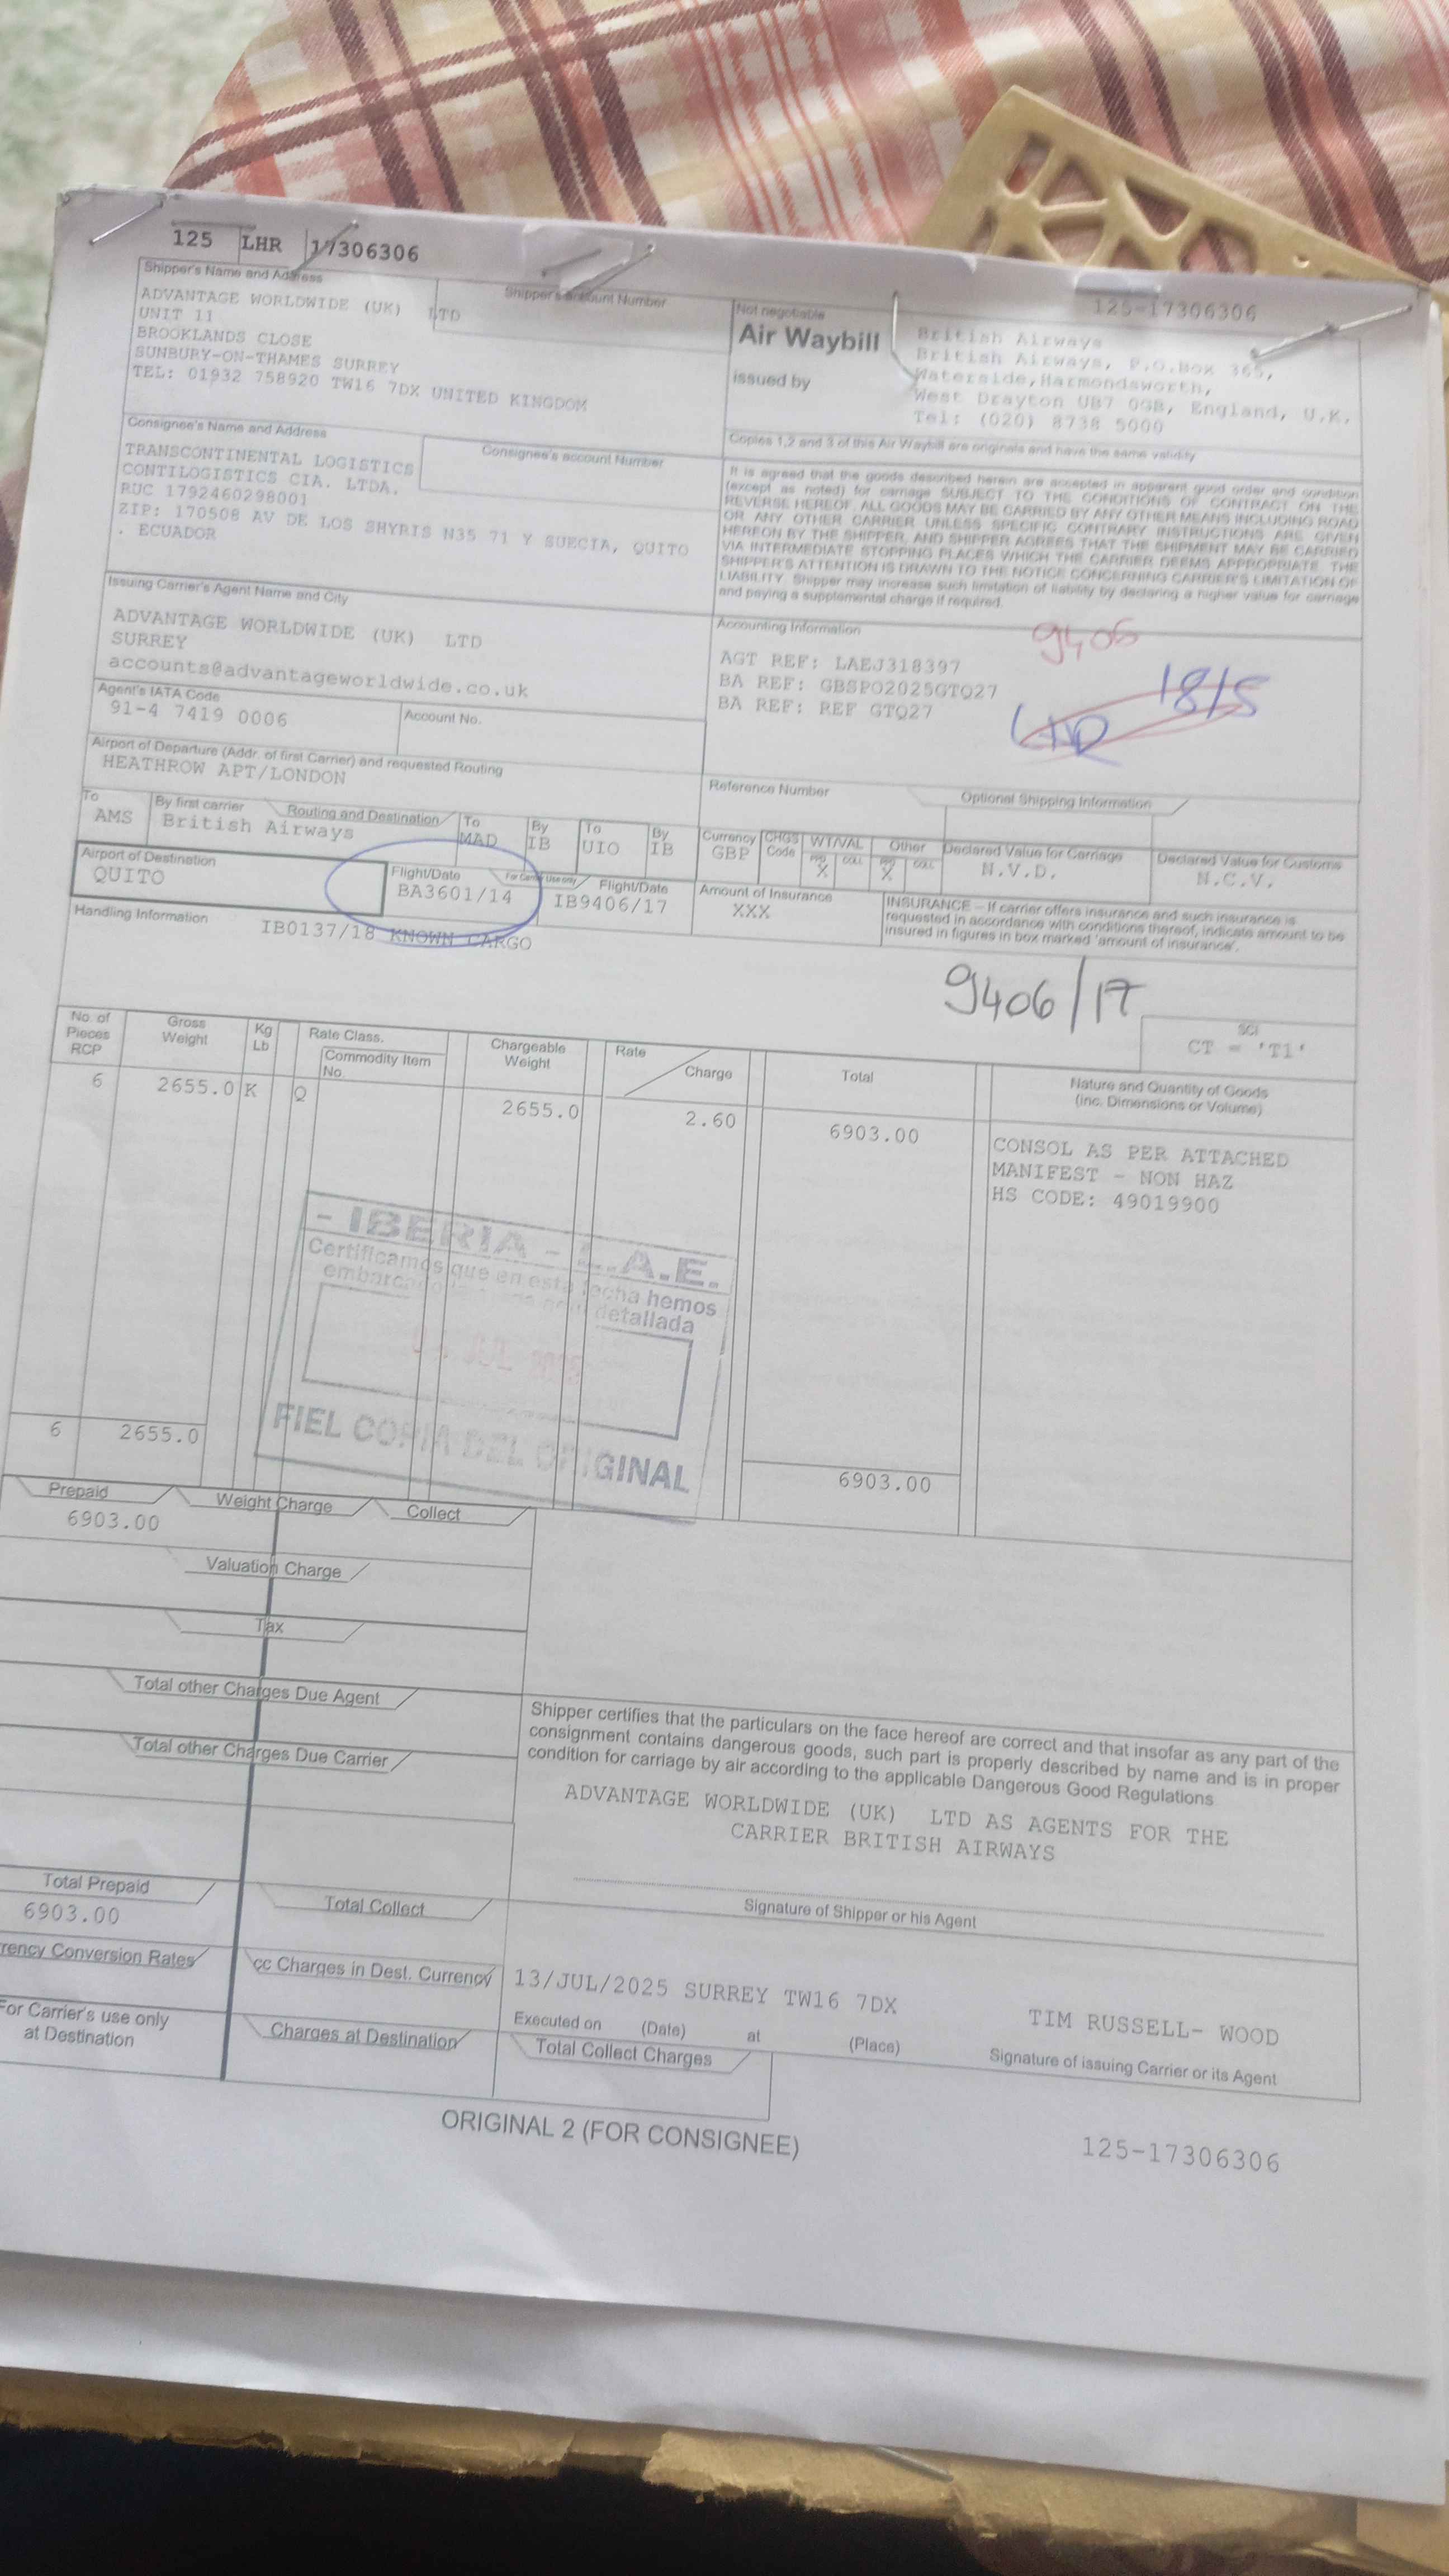 125 LHR 17306306
125-17306306
Shipper's Name and Address
Shipper's account Number
ADVANTAGE WORLDWIDE (UK) LTD
UNIT 11
BROOKLANDS CLOSE
SUNBURY-ON-THAMES SURREY
TEL: 01932 758920 TW16 7DX UNITED KINGDOM
Not negotiable
Air Waybill
issued by
British Airways
British Airways, P.O.Box 365,
Waterside, Harmondsworth,
West Drayton UB7 0GB, England, U.K.
Tel: (020) 8738 5000
Copies 1,2 and 3 of this Air Waybill are originals and have the same validity
Consignee's Name and Address
Consignee's account Number
TRANSCONTINENTAL LOGISTICS
CONTILOGISTICS CIA. LTDA.
RUC 1792460298001
ZIP: 170508 AV DE LOS SHYRIS N35 71 Y SUECIA, QUITO
. ECUADOR
It is agreed that the goods described herein are accepted in apparent good order and condition
(except as noted) for carriage SUBJECT TO THE CONDITIONS OF CONTRACT ON THE
REVERSE HEREOF. ALL GOODS MAY BE CARRIED BY ANY OTHER MEANS INCLUDING ROAD
OR ANY OTHER CARRIER UNLESS SPECIFIC CONTRARY INSTRUCTIONS ARE GIVEN
HEREON BY THE SHIPPER, AND SHIPPER AGREES THAT THE SHIPMENT MAY BE CARRIED
VIA INTERMEDIATE STOPPING PLACES WHICH THE CARRIER DEEMS APPROPRIATE. THE
SHIPPER'S ATTENTION IS DRAWN TO THE NOTICE CONCERNING CARRIER'S LIMITATION OF
LIABILITY. Shipper may increase such limitation of liability by declaring a higher value for carriage
and paying a supplemental charge if required.
Issuing Carrier's Agent Name and City
ADVANTAGE WORLDWIDE (UK) LTD
SURREY
accounts@advantageworldwide.co.uk
Accounting Information
9406
AGT REF: LAEJ318397
BA REF: GBSPO2025GTQ27
BA REF: REF GTQ27
18/5
Agent's IATA Code
91-4 7419 0006
Account No.
Airport of Departure (Addr. of first Carrier) and requested Routing
HEATHROW APT/LONDON
Reference Number
Optional Shipping Information
To
AMS
By first carrier
Routing and Destination
British Airways
To
MAD
By
IB
To
UIO
By
IB
Currency
GBP
CHGS
Code
WT/VAL
PPD COLL
X
Other
PPD COLL
X
Declared Value for Carriage
N.V.D.
Declared Value for Customs
N.C.V.
Airport of Destination
QUITO
Flight/Date
For Carrier Use only
Flight/Date
BA3601/14
IB9406/17
Amount of Insurance
XXX
INSURANCE - If carrier offers insurance and such insurance is
requested in accordance with conditions thereof, indicate amount to be
insured in figures in box marked 'amount of insurance'.
Handling Information
IB0137/18 KNOWN CARGO
9406/17
SCI
CT = 'T1'
No. of
Pieces
RCP
Gross
Weight
Kg
Lb
Rate Class.
Commodity Item
No.
Chargeable
Weight
Rate
Charge
Total
Nature and Quantity of Goods
(inc. Dimensions or Volume)
6 2655.0 K Q 2655.0 2.60 6903.00
CONSOL AS PER ATTACHED
MANIFEST - NON HAZ
HS CODE: 49019900
- IBERIA - L.A.E.
Certificamos que en esta fecha hemos
detallada
JUL
FIEL COPIA DEL ORIGINAL
6 2655.0 6903.00
Prepaid
Weight Charge
Collect
6903.00
Valuation Charge
Tax
Total other Charges Due Agent
Total other Charges Due Carrier
Shipper certifies that the particulars on the face hereof are correct and that insofar as any part of the
consignment contains dangerous goods, such part is properly described by name and is in proper
condition for carriage by air according to the applicable Dangerous Good Regulations
ADVANTAGE WORLDWIDE (UK) LTD AS AGENTS FOR THE
CARRIER BRITISH AIRWAYS
Signature of Shipper or his Agent
Total Prepaid
Total Collect
6903.00
rency Conversion Rates
cc Charges in Dest. Currency
13/JUL/2025 SURREY TW16 7DX
TIM RUSSELL- WOOD
For Carrier's use only
at Destination
Charges at Destination
Executed on (Date) at (Place)
Signature of issuing Carrier or its Agent
Total Collect Charges
ORIGINAL 2 (FOR CONSIGNEE)
125-17306306